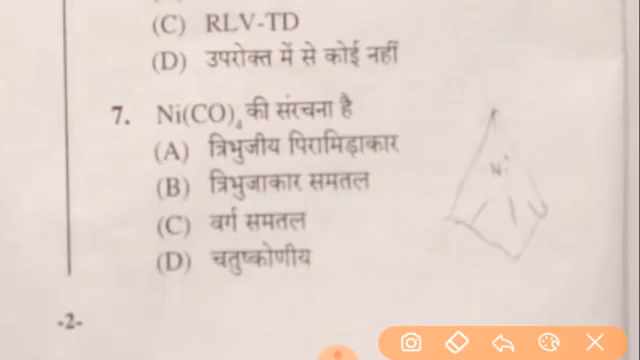 (C) RLV-TD
(D) उपरोक्त में से कोई नहीं
7. Ni(CO)₄ की संरचना है
(A) त्रिभुजीय पिरामिडाकार
(B) त्रिभुजाकार समतल
(C) वर्ग समतल
(D) चतुष्कोणीय
-2-